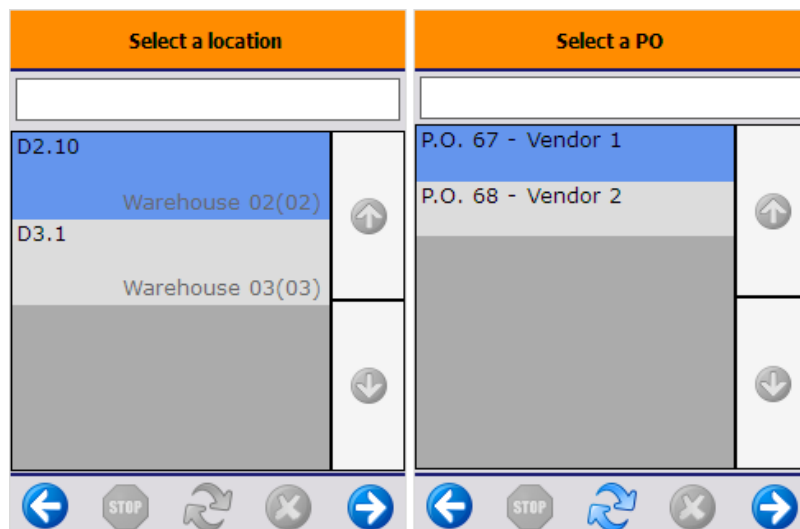 Select a location
D2.10
Warehouse 02(02)
D3.1
Warehouse 03(03)
STOP
Select a PO
P.O. 67 - Vendor 1
P.O. 68 - Vendor 2
STOP